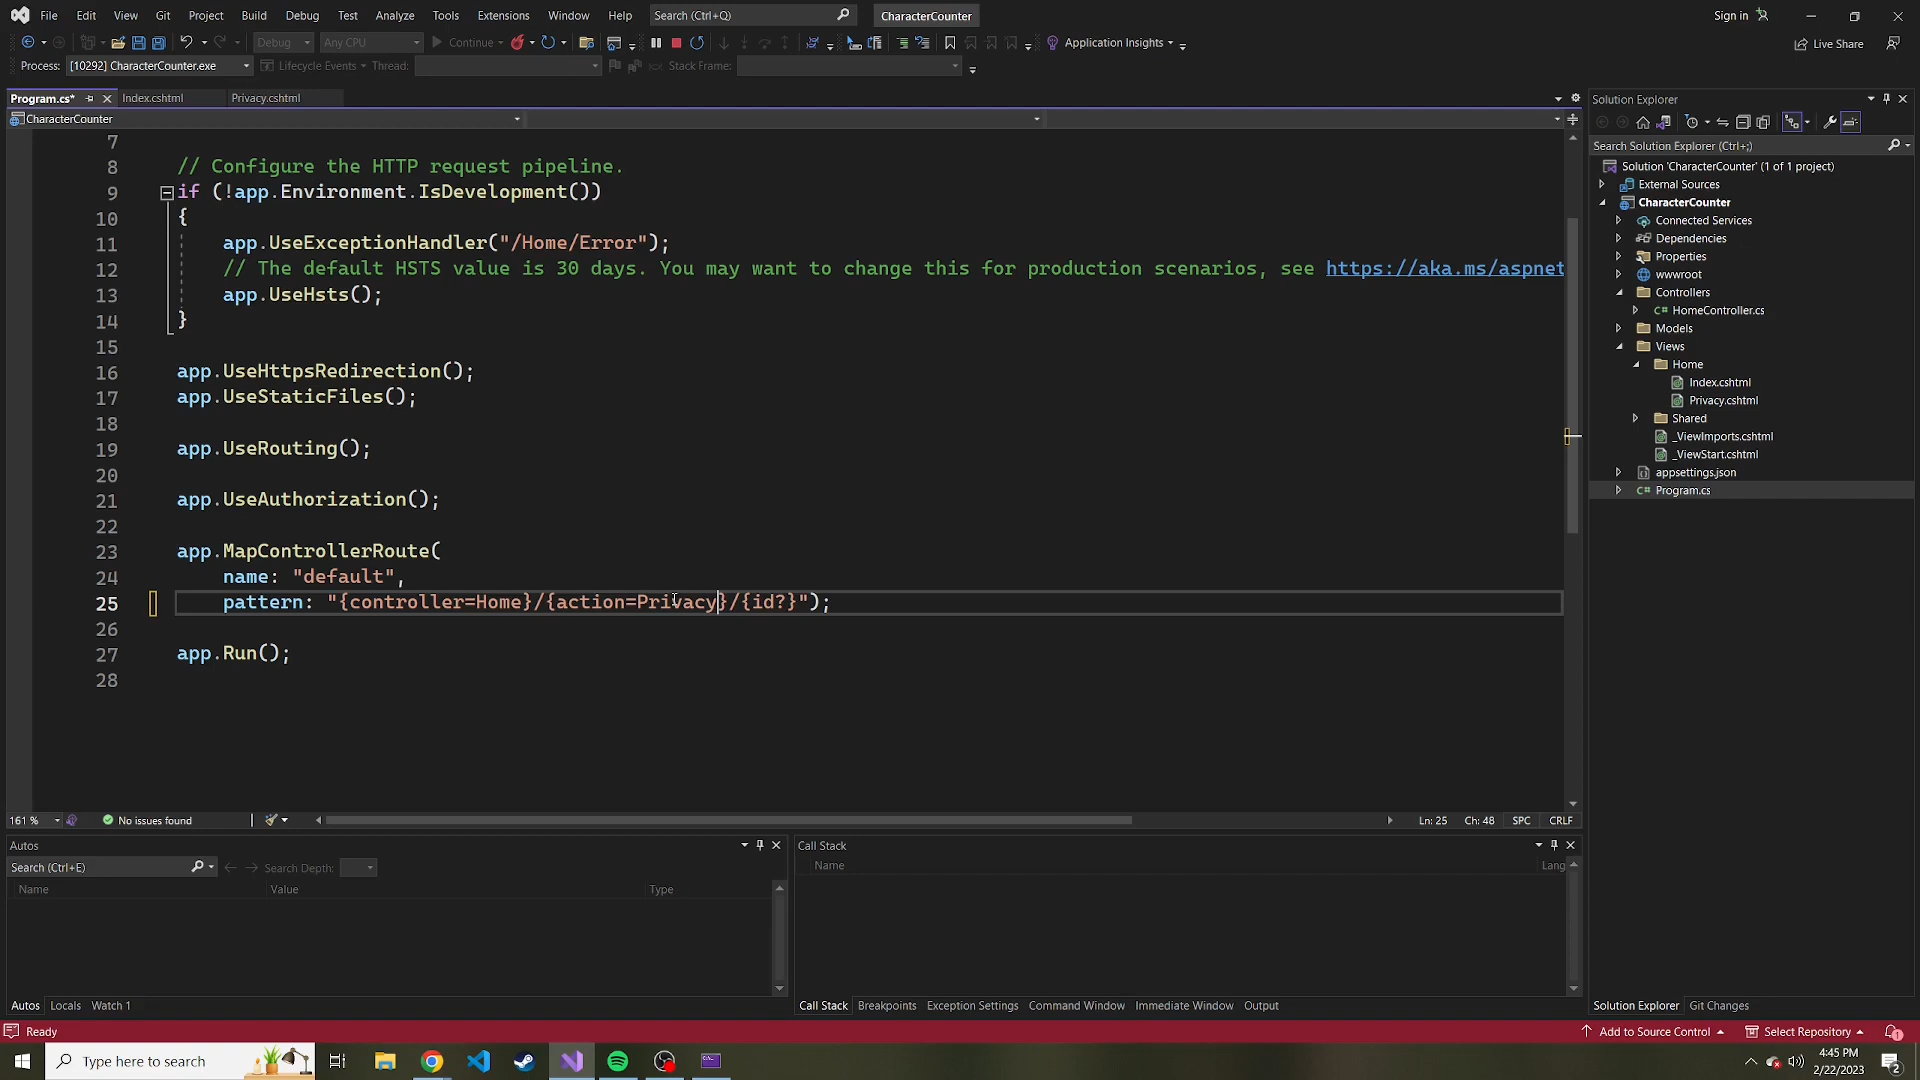 File Edit View Git Project Build Debug Test Analyze Tools Extensions Window Help Search (Ctrl+Q) CharacterCounter Sign in
Debug Any CPU Continue Application Insights Live Share
Process: [10292] CharacterCounter.exe Lifecycle Events Thread: Stack Frame:
Program.cs* Index.cshtml Privacy.cshtml
CharacterCounter
7
8 // Configure the HTTP request pipeline.
9 if (!app.Environment.IsDevelopment())
10 {
11 app.UseExceptionHandler("/Home/Error");
12 // The default HSTS value is 30 days. You may want to change this for production scenarios, see https://aka.ms/aspnet
13 app.UseHsts();
14 }
15
16 app.UseHttpsRedirection();
17 app.UseStaticFiles();
18
19 app.UseRouting();
20
21 app.UseAuthorization();
22
23 app.MapControllerRoute(
24 name: "default",
25 pattern: "{controller=Home}/{action=Privacy}/{id?}");
26
27 app.Run();
28
161 % No issues found Ln: 25 Ch: 48 SPC CRLF
Solution Explorer
Search Solution Explorer (Ctrl+;)
Solution 'CharacterCounter' (1 of 1 project)
External Sources
CharacterCounter
Connected Services
Dependencies
Properties
wwwroot
Controllers
C# HomeController.cs
Models
Views
Home
Index.cshtml
Privacy.cshtml
Shared
_ViewImports.cshtml
_ViewStart.cshtml
appsettings.json
C# Program.cs
Autos
Search (Ctrl+E) Search Depth:
Name Value Type
Autos Locals Watch 1
Call Stack
Name Lang
Call Stack Breakpoints Exception Settings Command Window Immediate Window Output
Solution Explorer Git Changes
Ready Add to Source Control Select Repository 1
Type here to search 4:45 PM
2/22/2023 2